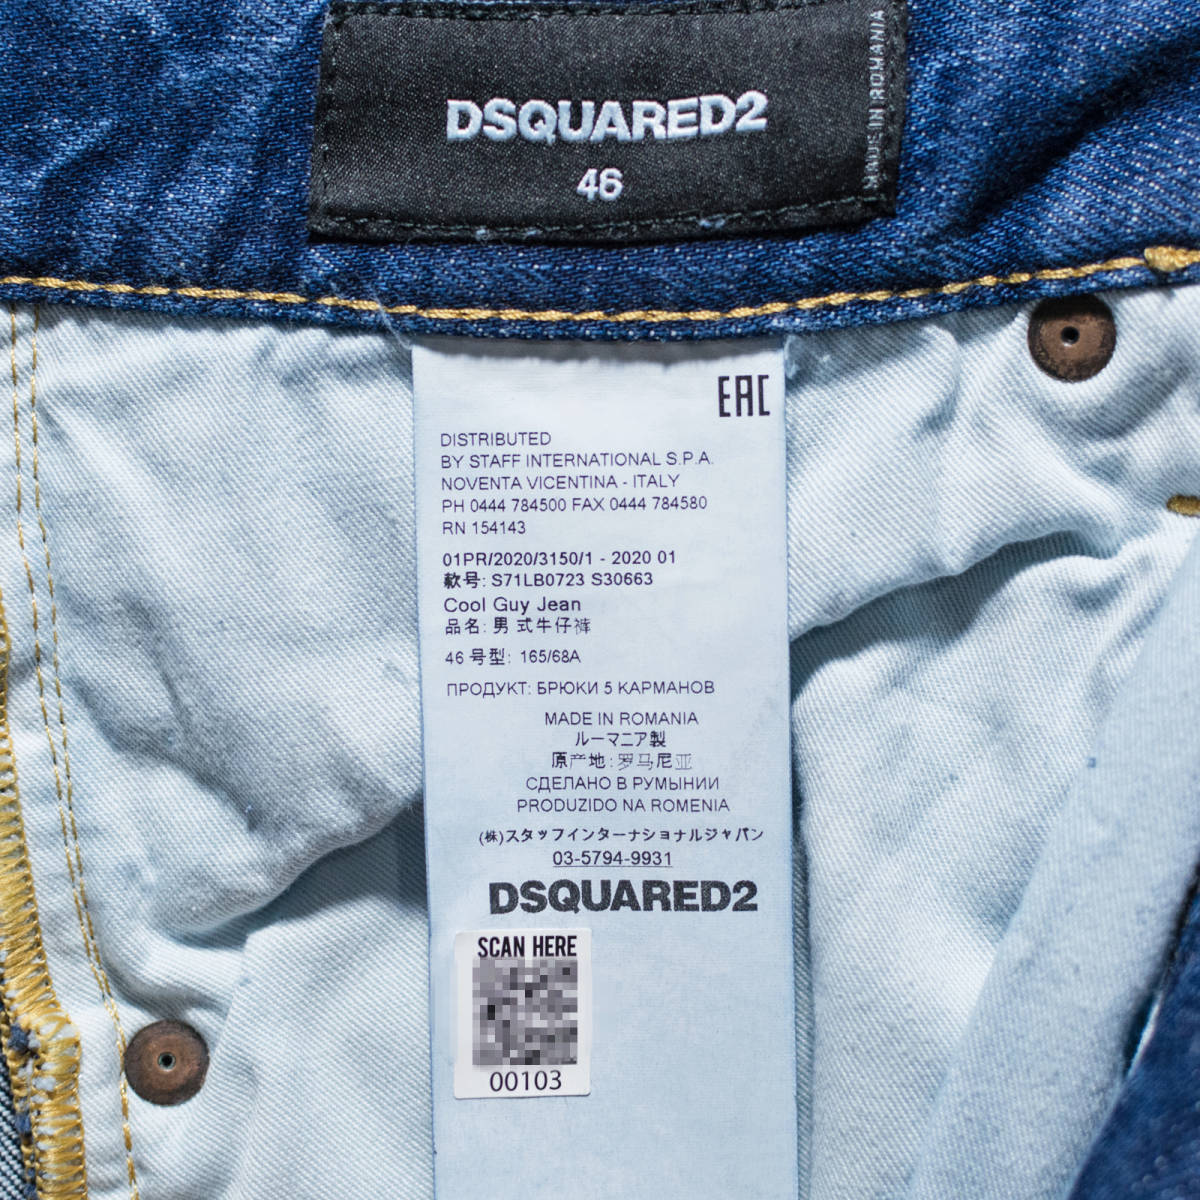 DSQUARED2
46
MADE IN ROMANIA
EAC
DISTRIBUTED
BY STAFF INTERNATIONAL S.P.A.
NOVENTA VICENTINA - ITALY
PH 0444 784500 FAX 0444 784580
RN 154143
01PR/2020/3150/1 - 2020 01
款号: S71LB0723 S30663
Cool Guy Jean
品名: 男式牛仔裤
46 号型: 165/68A
ПРОДУКТ: БРЮКИ 5 КАРМАНОВ
MADE IN ROMANIA
ルーマニア製
原产地: 罗马尼亚
СДЕЛАНО В РУМЫНИИ
PRODUZIDO NA ROMENIA
(株)スタッフインターナショナルジャパン
03-5794-9931
DSQUARED2
SCAN HERE
00103